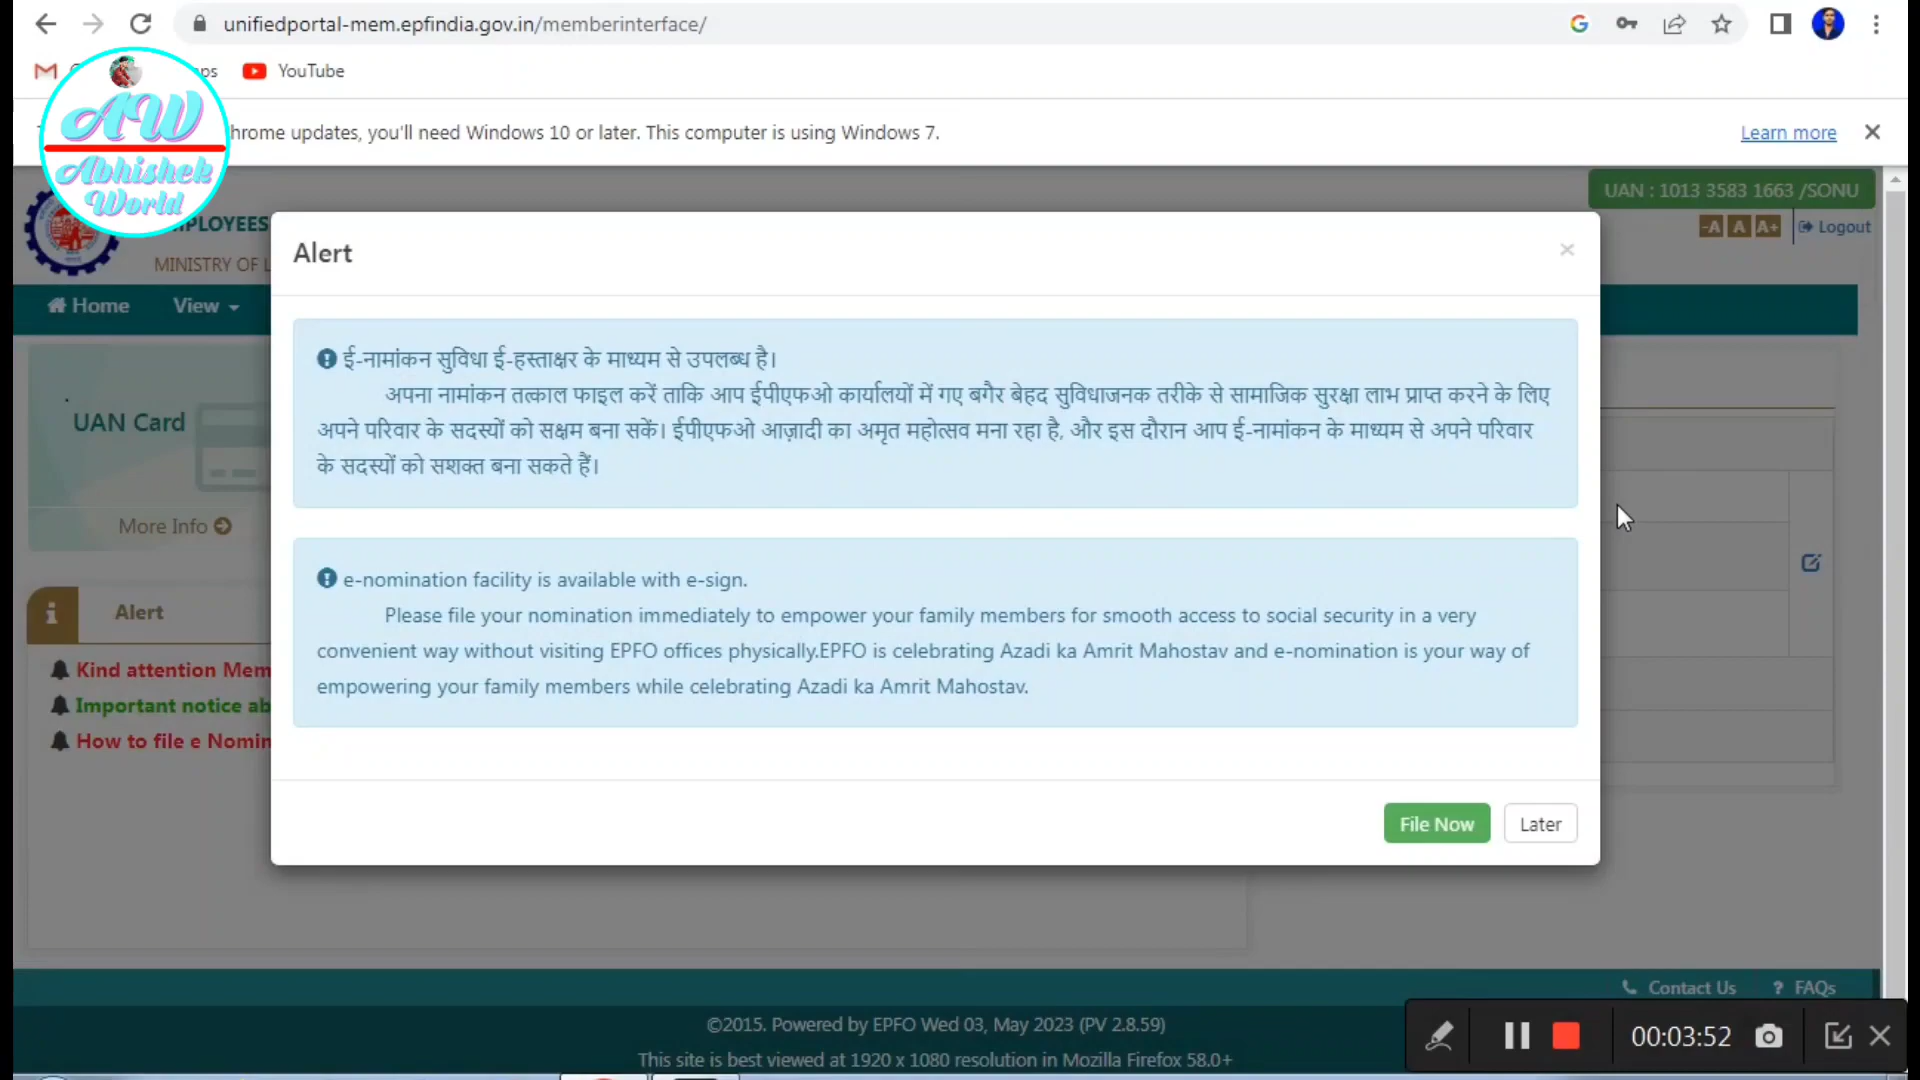 unifiedportal-mem.epfindia.gov.in/memberinterface/
YouTube
AW
Abhishek
World
hrome updates, you'll need Windows 10 or later. This computer is using Windows 7.
Learn more
UAN : 1013 3583 1663 /SONU
-A A A+ Logout
MPLOYEES
MINISTRY OF L
Home View
Alert
ई-नामांकन सुविधा ई-हस्ताक्षर के माध्यम से उपलब्ध है।
अपना नामांकन तत्काल फाइल करें ताकि आप ईपीएफओ कार्यालयों में गए बगैर बेहद सुविधाजनक तरीके से सामाजिक सुरक्षा लाभ प्राप्त करने के लिए
अपने परिवार के सदस्यों को सक्षम बना सकें। ईपीएफओ आज़ादी का अमृत महोत्सव मना रहा है, और इस दौरान आप ई-नामांकन के माध्यम से अपने परिवार
के सदस्यों को सशक्त बना सकते हैं।
UAN Card
More Info
e-nomination facility is available with e-sign.
Please file your nomination immediately to empower your family members for smooth access to social security in a very
convenient way without visiting EPFO offices physically.EPFO is celebrating Azadi ka Amrit Mahostav and e-nomination is your way of
empowering your family members while celebrating Azadi ka Amrit Mahostav.
Alert
Kind attention Mem
Important notice ab
How to file e Nomin
File Now Later
Contact Us ? FAQs
©2015. Powered by EPFO Wed 03, May 2023 (PV 2.8.59)
This site is best viewed at 1920 x 1080 resolution in Mozilla Firefox 58.0+
00:03:52